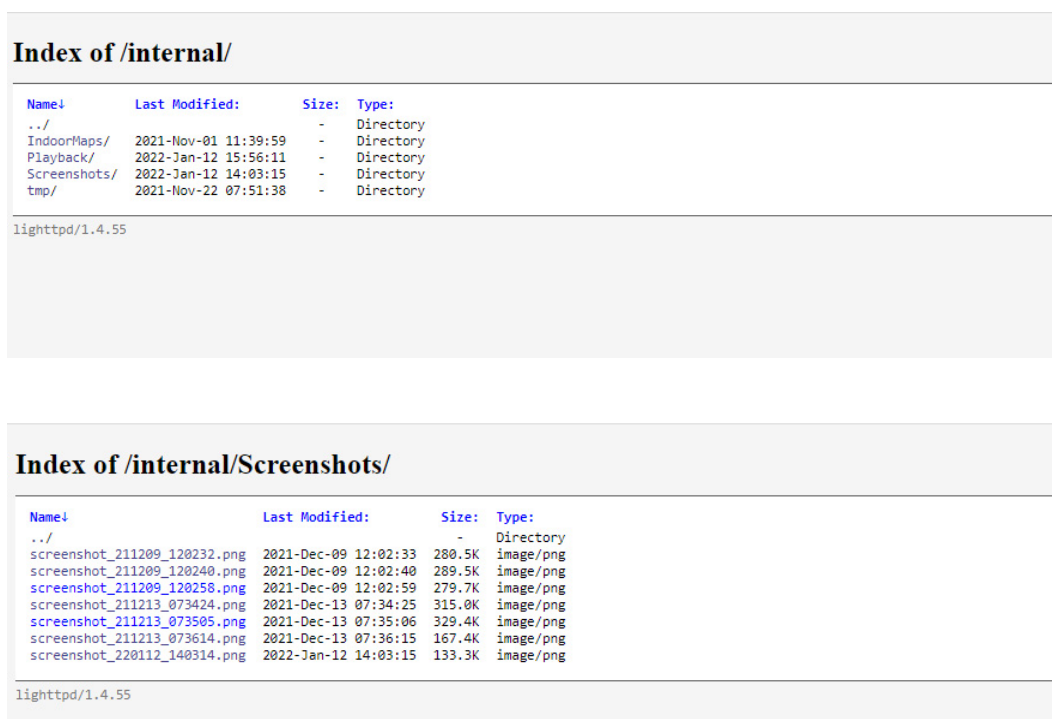 Index of /internal/
Name↓ Last Modified: Size: Type:
../ - Directory
IndoorMaps/ 2021-Nov-01 11:39:59 - Directory
Playback/ 2022-Jan-12 15:56:11 - Directory
Screenshots/ 2022-Jan-12 14:03:15 - Directory
tmp/ 2021-Nov-22 07:51:38 - Directory
lighttpd/1.4.55
Index of /internal/Screenshots/
Name↓ Last Modified: Size: Type:
../ - Directory
screenshot_211209_120232.png 2021-Dec-09 12:02:33 280.5K image/png
screenshot_211209_120240.png 2021-Dec-09 12:02:40 289.5K image/png
screenshot_211209_120258.png 2021-Dec-09 12:02:59 279.7K image/png
screenshot_211213_073424.png 2021-Dec-13 07:34:25 315.0K image/png
screenshot_211213_073505.png 2021-Dec-13 07:35:06 329.4K image/png
screenshot_211213_073614.png 2021-Dec-13 07:36:15 167.4K image/png
screenshot_220112_140314.png 2022-Jan-12 14:03:15 133.3K image/png
lighttpd/1.4.55